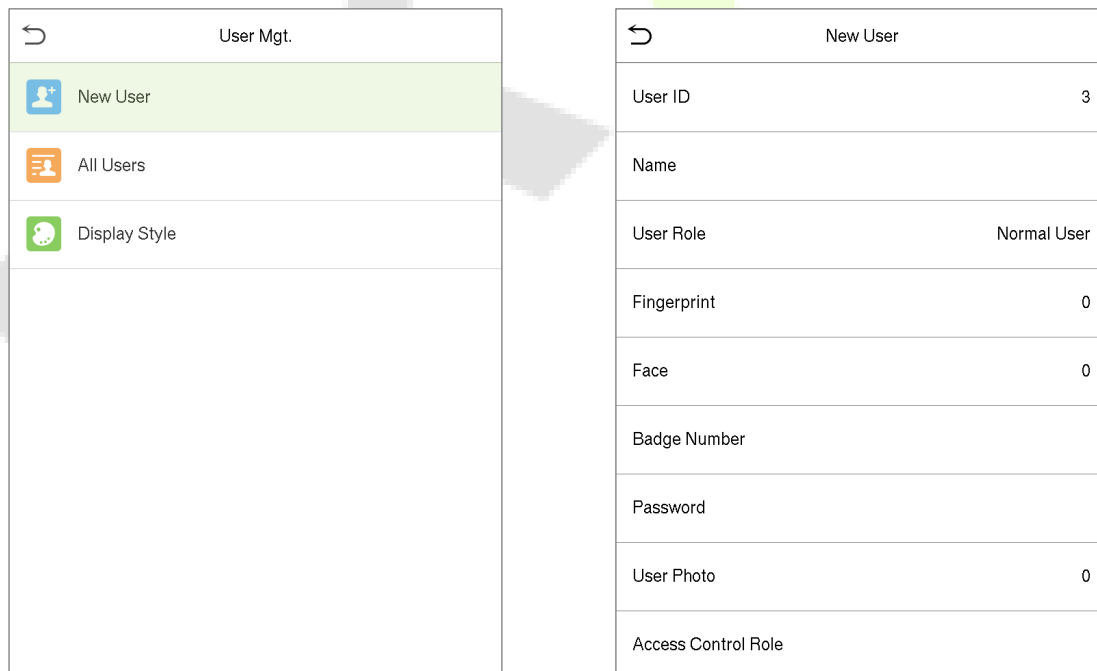 User Mgt.
New User
All Users
Display Style
New User
User ID 3
Name
User Role Normal User
Fingerprint 0
Face 0
Badge Number
Password
User Photo 0
Access Control Role